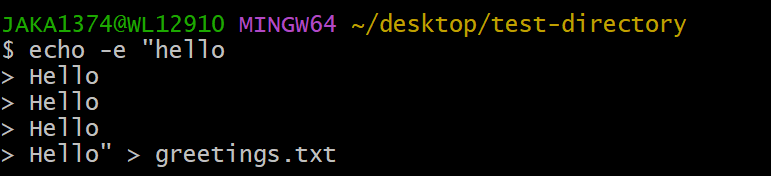 JAKA1374@WL12910 MINGW64 ~/desktop/test-directory
$ echo -e "hello
> Hello
> Hello
> Hello
> Hello" > greetings.txt